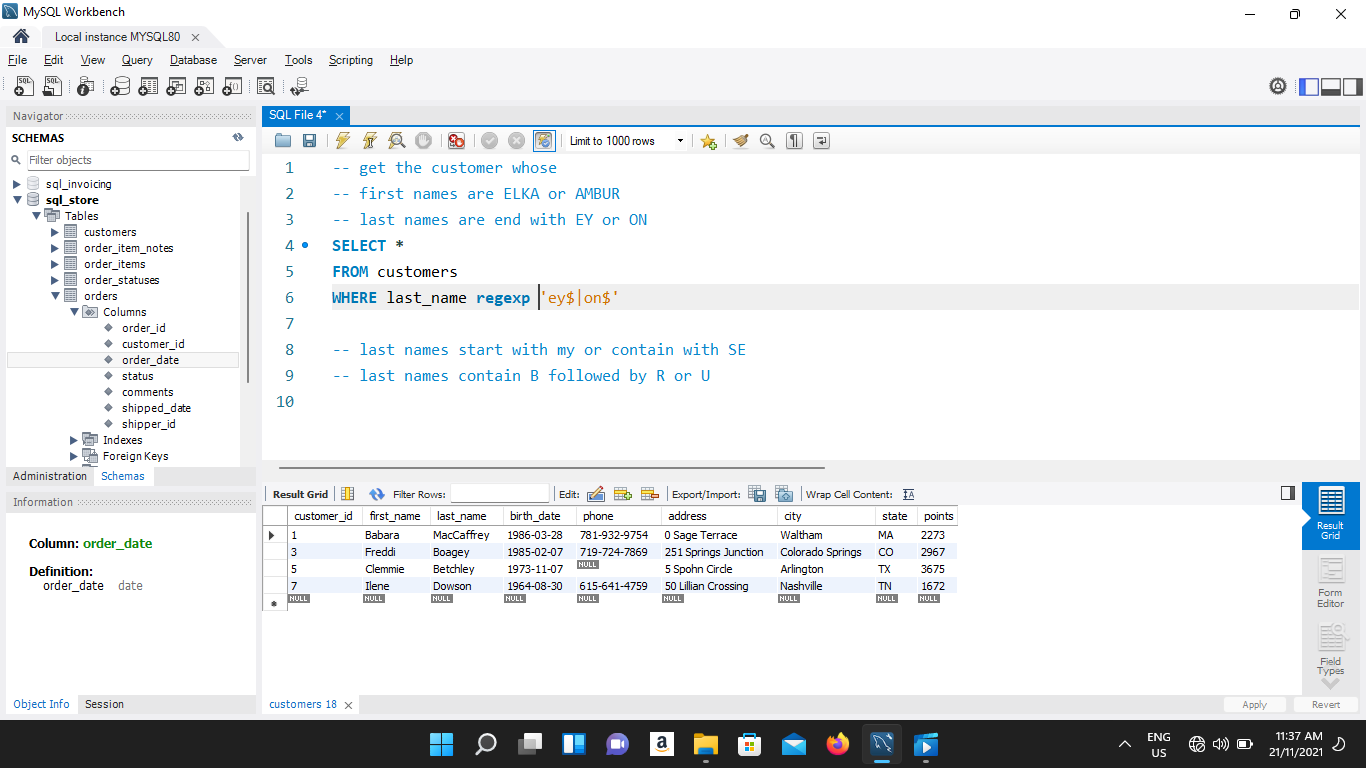 MySQL Workbench
Local instance MYSQL80
File Edit View Query Database Server Tools Scripting Help
Navigator
SCHEMAS
Filter objects
sql_invoicing
sql_store
Tables
customers
order_item_notes
order_items
order_statuses
orders
Columns
order_id
customer_id
order_date
status
comments
shipped_date
shipper_id
Indexes
Foreign Keys
Administration Schemas
Information
Column: order_date
Definition:
order_date date
Object Info Session
SQL File 4*
Limit to 1000 rows
1 -- get the customer whose
2 -- first names are ELKA or AMBUR
3 -- last names are end with EY or ON
4 SELECT *
5 FROM customers
6 WHERE last_name regexp 'ey$|on$'
7
8 -- last names start with my or contain with SE
9 -- last names contain B followed by R or U
10
Result Grid Filter Rows: Edit: Export/Import: Wrap Cell Content: IA
customer_id first_name last_name birth_date phone address city state points
1 Babara MacCaffrey 1986-03-28 781-932-9754 0 Sage Terrace Waltham MA 2273
3 Freddi Boagey 1985-02-07 719-724-7869 251 Springs Junction Colorado Springs CO 2967
5 Clemmie Betchley 1973-11-07 NULL 5 Spohn Circle Arlington TX 3675
7 Ilene Dowson 1964-08-30 615-641-4759 50 Lillian Crossing Nashville TN 1672
NULL NULL NULL NULL NULL NULL NULL NULL NULL
Result
Grid
Form
Editor
Field
Types
customers 18
Apply Revert
ENG
US
11:37 AM
21/11/2021